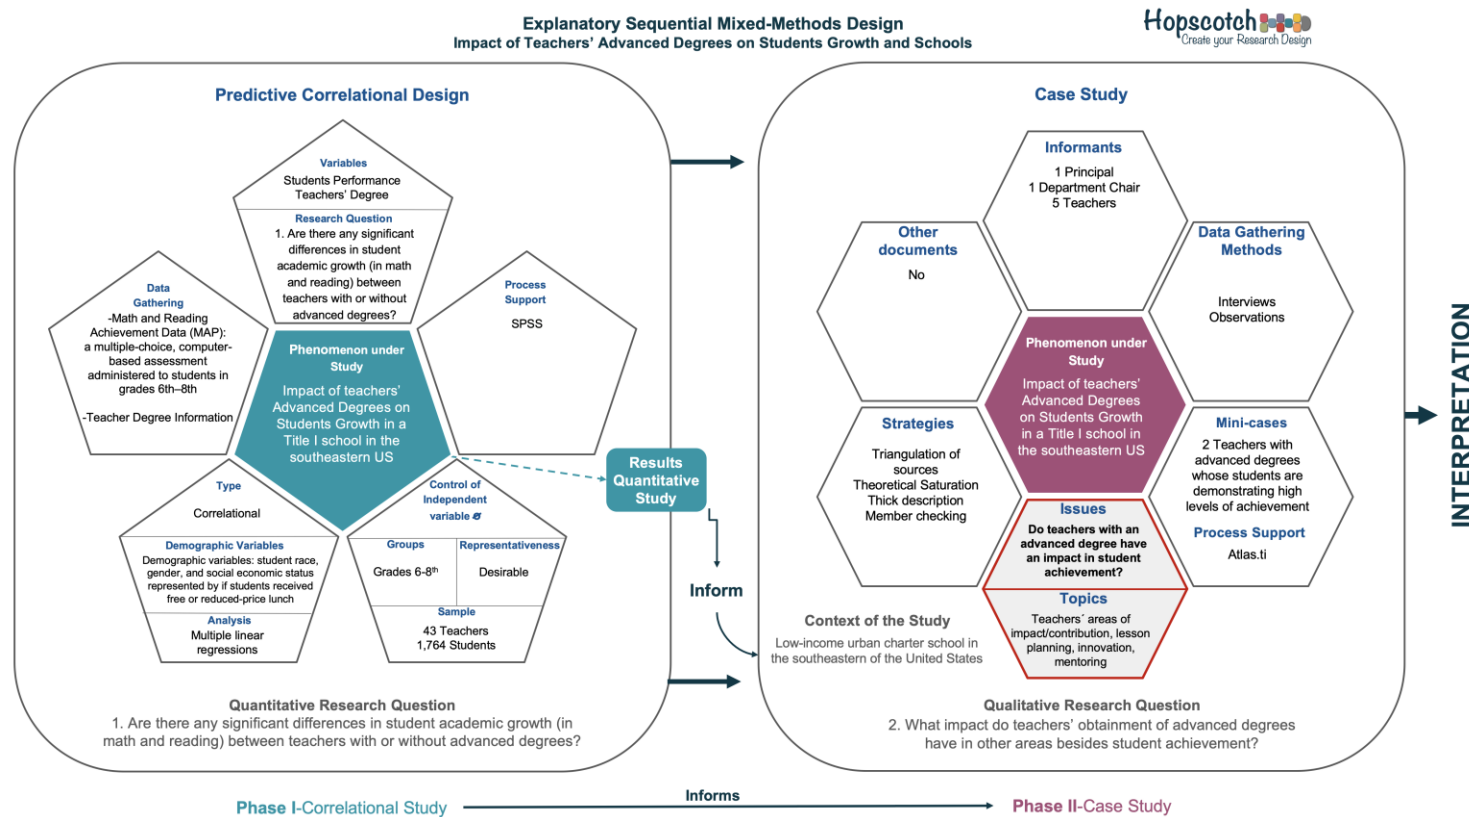 Explanatory Sequential Mixed-Methods Design
Impact of Teachers' Advanced Degrees on Students Growth and Schools
Hopscotch
Create your Research Design
Predictive Correlational Design
Variables
Students Performance
Teachers' Degree
Research Question
1. Are there any significant
differences in student
academic growth (in math
and reading) between
teachers with or without
advanced degrees?
Data
Gathering
-Math and Reading
Achievement Data (MAP):
a multiple-choice, computer-
based assessment
administered to students in
grades 6th–8th
-Teacher Degree Information
Process
Support
SPSS
Phenomenon under
Study
Impact of teachers'
Advanced Degrees on
Students Growth in a
Title I school in the
southeastern US
Type
Correlational
Demographic Variables
Demographic variables: student race,
gender, and social economic status
represented by if students received
free or reduced-price lunch
Analysis
Multiple linear
regressions
Control of
Independent
variable
Groups
Grades 6-8th
Representativeness
Desirable
Sample
43 Teachers
1,764 Students
Quantitative Research Question
1. Are there any significant differences in student academic growth (in
math and reading) between teachers with or without advanced degrees?
Results
Quantitative
Study
Inform
Case Study
Informants
1 Principal
1 Department Chair
5 Teachers
Other
documents
No
Data Gathering
Methods
Interviews
Observations
Phenomenon under
Study
Impact of teachers'
Advanced Degrees
on Students Growth
in a Title I school in
the southeastern US
Strategies
Triangulation of
sources
Theoretical Saturation
Thick description
Member checking
Mini-cases
2 Teachers with
advanced degrees
whose students are
demonstrating high
levels of achievement
Process Support
Atlas.ti
Issues
Do teachers with an
advanced degree have
an impact in student
achievement?
Topics
Teachers´ areas of
impact/contribution, lesson
planning, innovation,
mentoring
Context of the Study
Low-income urban charter school in
the southeastern of the United States
Qualitative Research Question
2. What impact do teachers' obtainment of advanced degrees
have in other areas besides student achievement?
INTERPRETATION
Phase I-Correlational Study
Informs
Phase II-Case Study